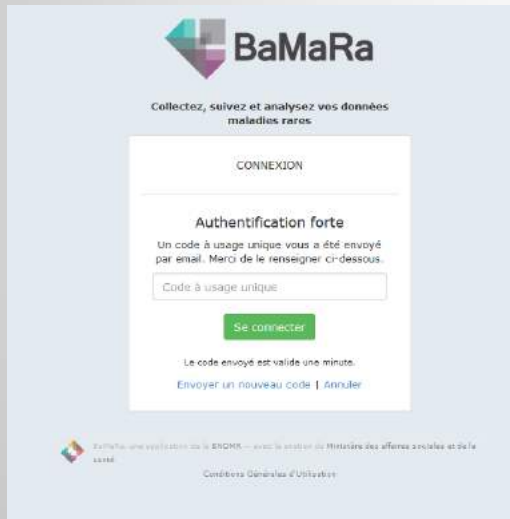 BaMaRa
Collectez, suivez et analysez vos données
maladies rares
CONNEXION
Authentification forte
Un code à usage unique vous a été envoyé
par email. Merci de le renseigner ci-dessous.
Code à usage unique
Se connecter
Le code envoyé est valide une minute.
Envoyer un nouveau code | Annuler
BaMaRa, une application de la BNDMR — avec le soutien du Ministère des affaires sociales et de la
santé
Conditions Générales d'Utilisation